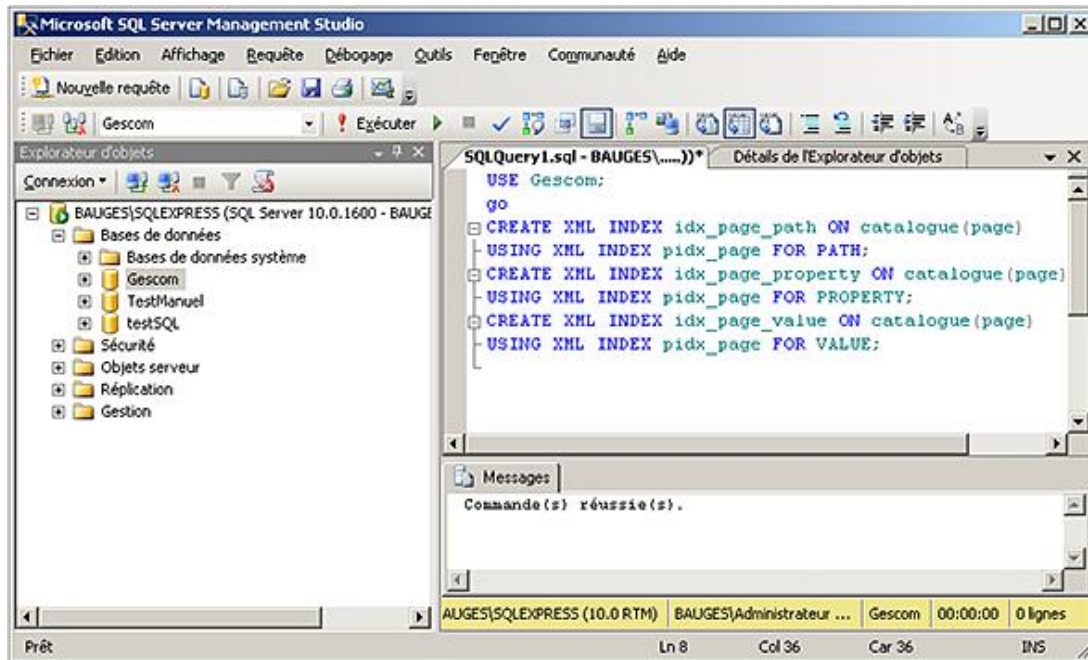 Microsoft SQL Server Management Studio
Fichier Edition Affichage Requête Débogage Outils Fenêtre Communauté Aide
Nouvelle requête
Gescom Exécuter
Explorateur d'objets
Connexion
BAUGES\SQLEXPRESS (SQL Server 10.0.1600 - BAUGE
Bases de données
Bases de données système
Gescom
TestManuel
testSQL
Sécurité
Objets serveur
Réplication
Gestion
SQLQuery1.sql - BAUGES\.....))* Détails de l'Explorateur d'objets
USE Gescom;
go
CREATE XML INDEX idx_page_path ON catalogue(page)
USING XML INDEX pidx_page FOR PATH;
CREATE XML INDEX idx_page_property ON catalogue(page)
USING XML INDEX pidx_page FOR PROPERTY;
CREATE XML INDEX idx_page_value ON catalogue(page)
USING XML INDEX pidx_page FOR VALUE;
Messages
Commande(s) réussie(s).
AUGES\SQLEXPRESS (10.0 RTM) BAUGES\Administrateur ... Gescom 00:00:00 0 lignes
Prêt Ln 8 Col 36 Car 36 INS